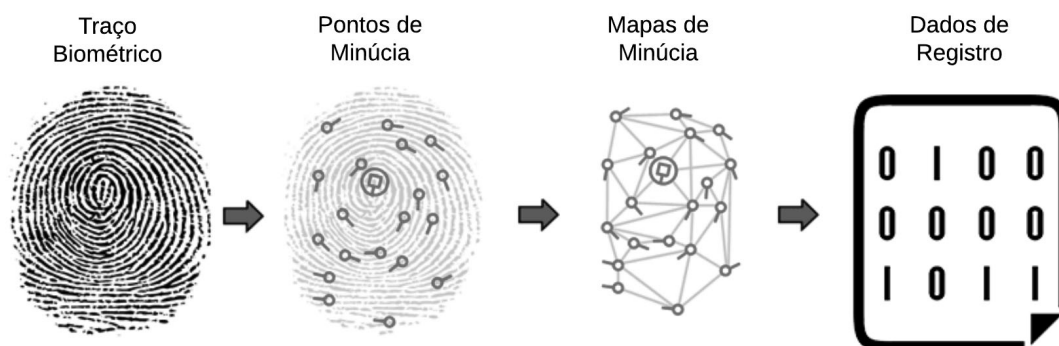 Traço
Biométrico
Pontos de
Minúcia
Mapas de
Minúcia
Dados de
Registro
0 1 0 0
0 0 0 0
1 0 1 1